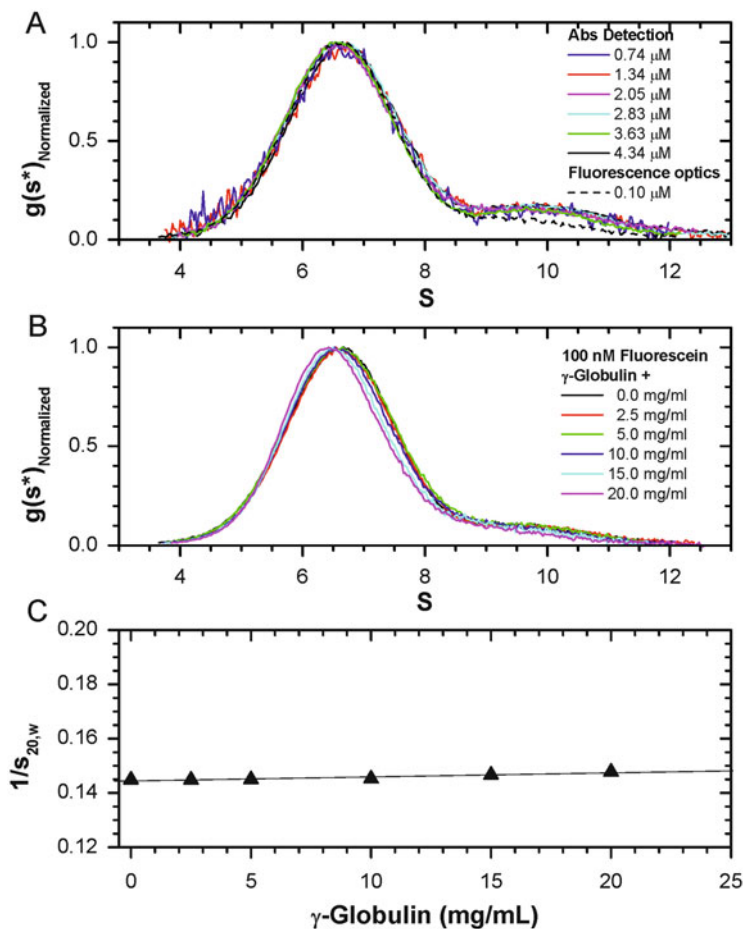 A
g(s*)Normalized
1.0
0.5
0.0
Abs Detection
0.74 μM
1.34 μM
2.05 μM
2.83 μM
3.63 μM
4.34 μM
Fluorescence optics
0.10 μM
4 6 8 10 12
S
B
g(s*)Normalized
1.0
0.5
0.0
100 nM Fluorescein
γ-Globulin +
0.0 mg/ml
2.5 mg/ml
5.0 mg/ml
10.0 mg/ml
15.0 mg/ml
20.0 mg/ml
4 6 8 10 12
S
C
1/s20,w
0.20
0.18
0.16
0.14
0.12
0 5 10 15 20 25
γ-Globulin (mg/mL)